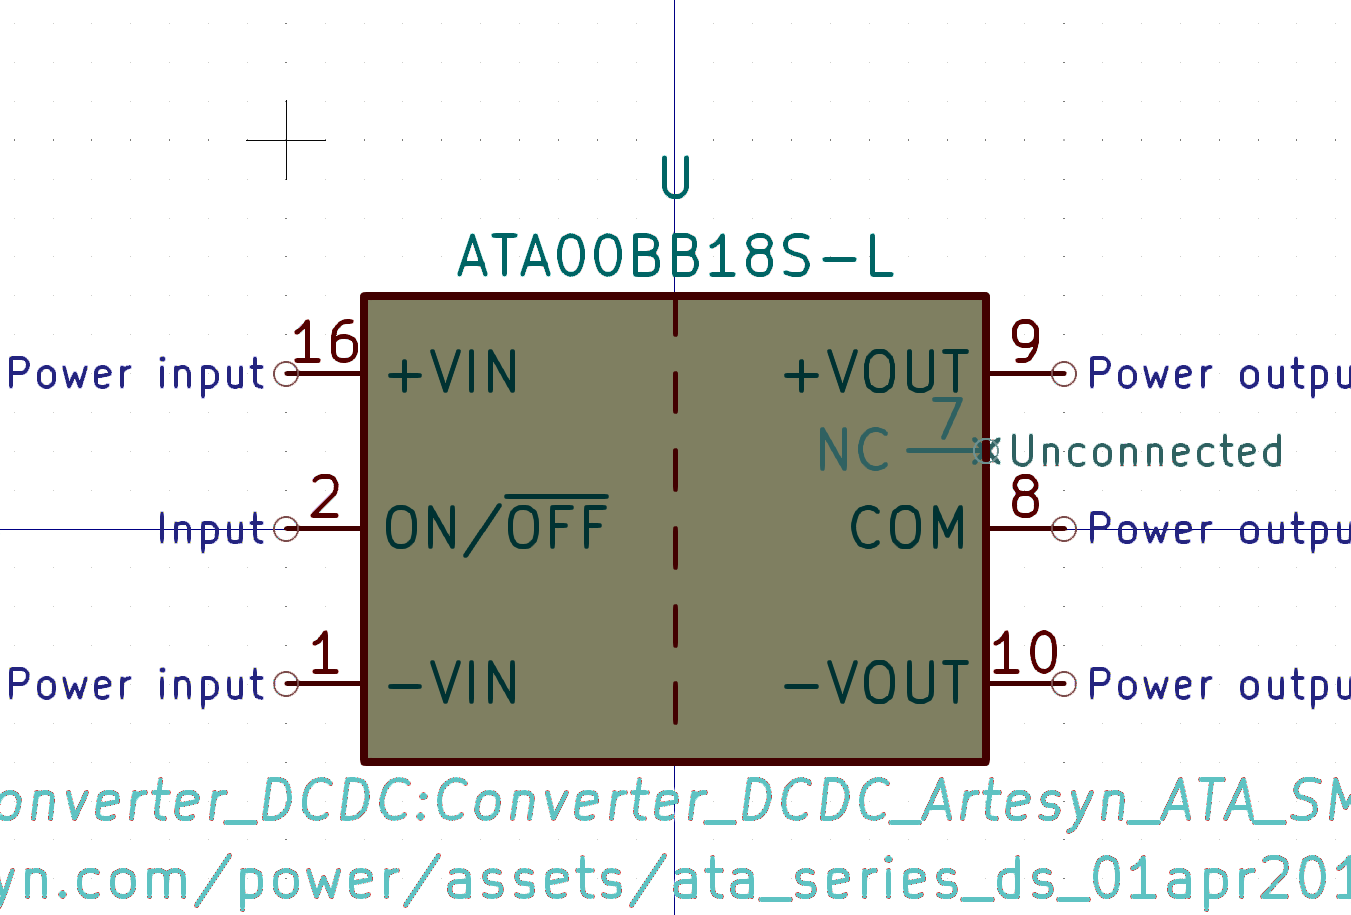 U
ATA00BB18S-L
16 9
Power input +VIN +VOUT Power outpu
7
NC Unconnected
2 8
Input ON/OFF COM Power outpu
1 10
Power input -VIN -VOUT Power outpu
onverter_DCDC:Converter_DCDC_Artesyn_ATA_SM
yn.com/power/assets/ata_series_ds_01apr201